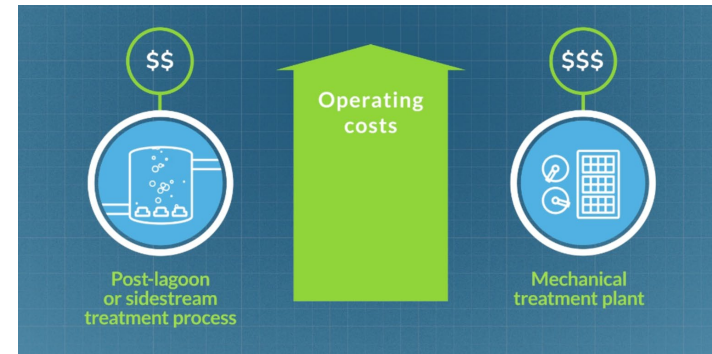 $$
Post-lagoon
or sidestream
treatment process
Operating
costs
$$$
Mechanical
treatment plant